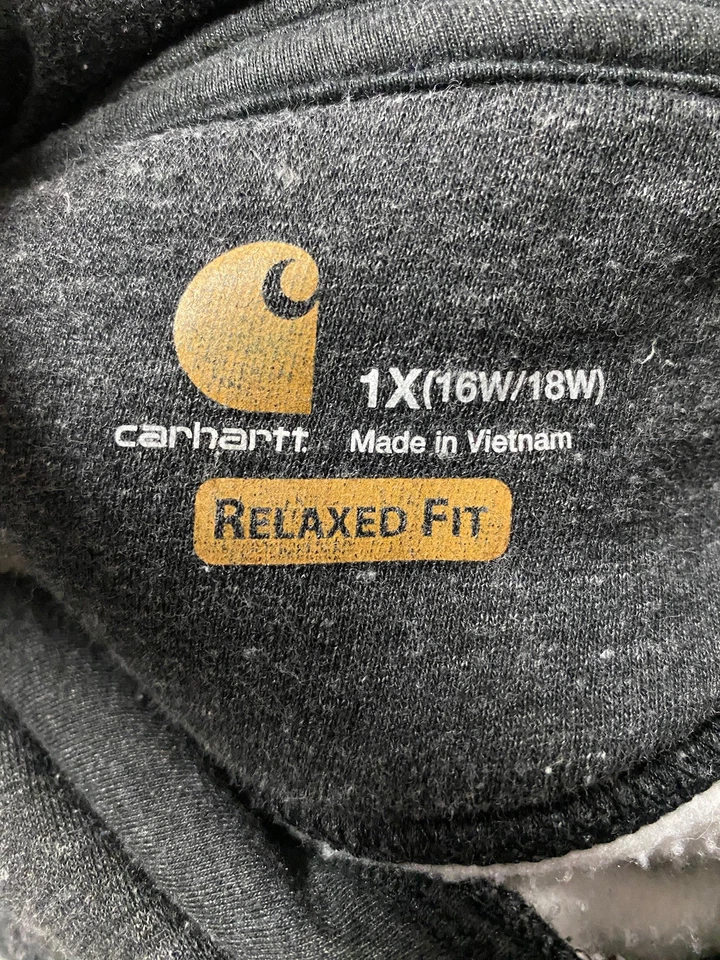 1X(16W/18W)
carhartt
Made in Vietnam
RELAXED FIT